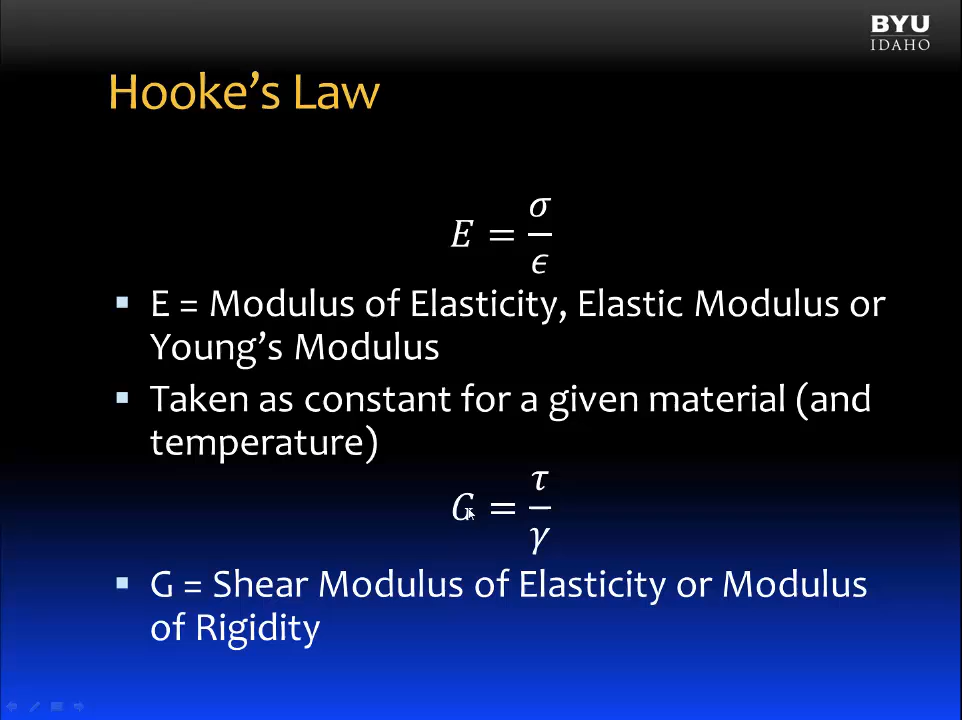 BYU
IDAHO
Hooke’s Law
E = σ/ϵ
E = Modulus of Elasticity, Elastic Modulus or
Young’s Modulus
Taken as constant for a given material (and
temperature)
G = τ/γ
G = Shear Modulus of Elasticity or Modulus
of Rigidity